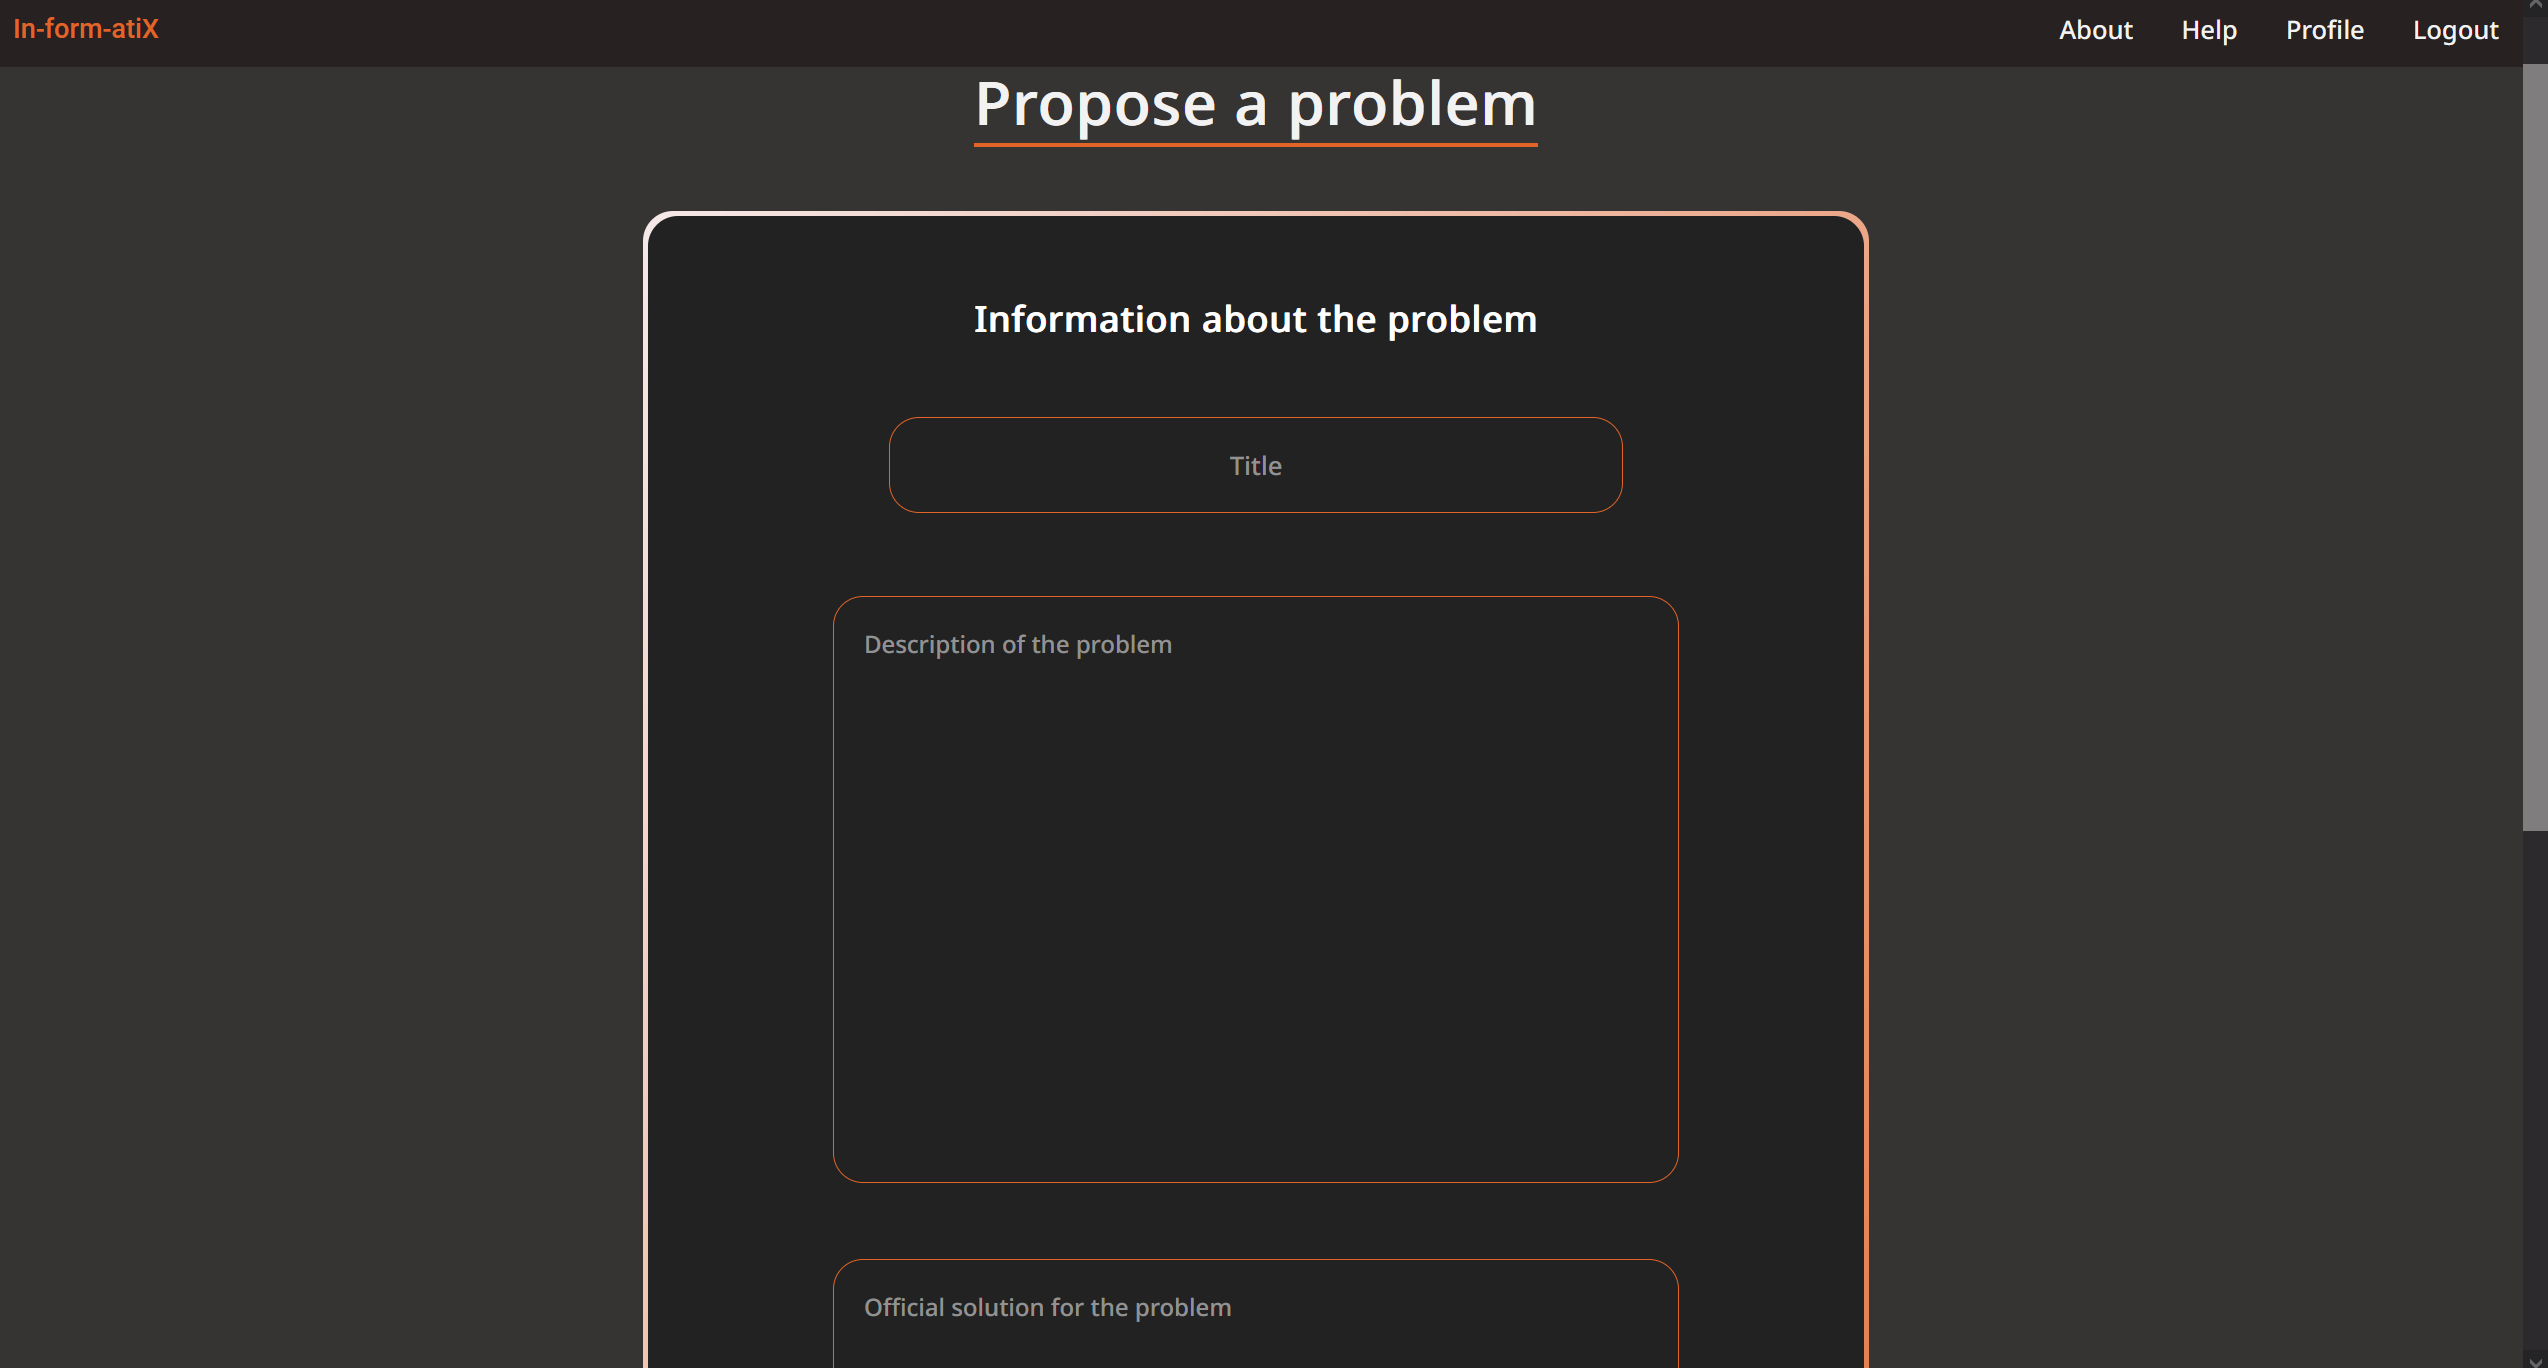 In-form-atiX
About Help Profile Logout
Propose a problem
Information about the problem
Title
Description of the problem
Official solution for the problem